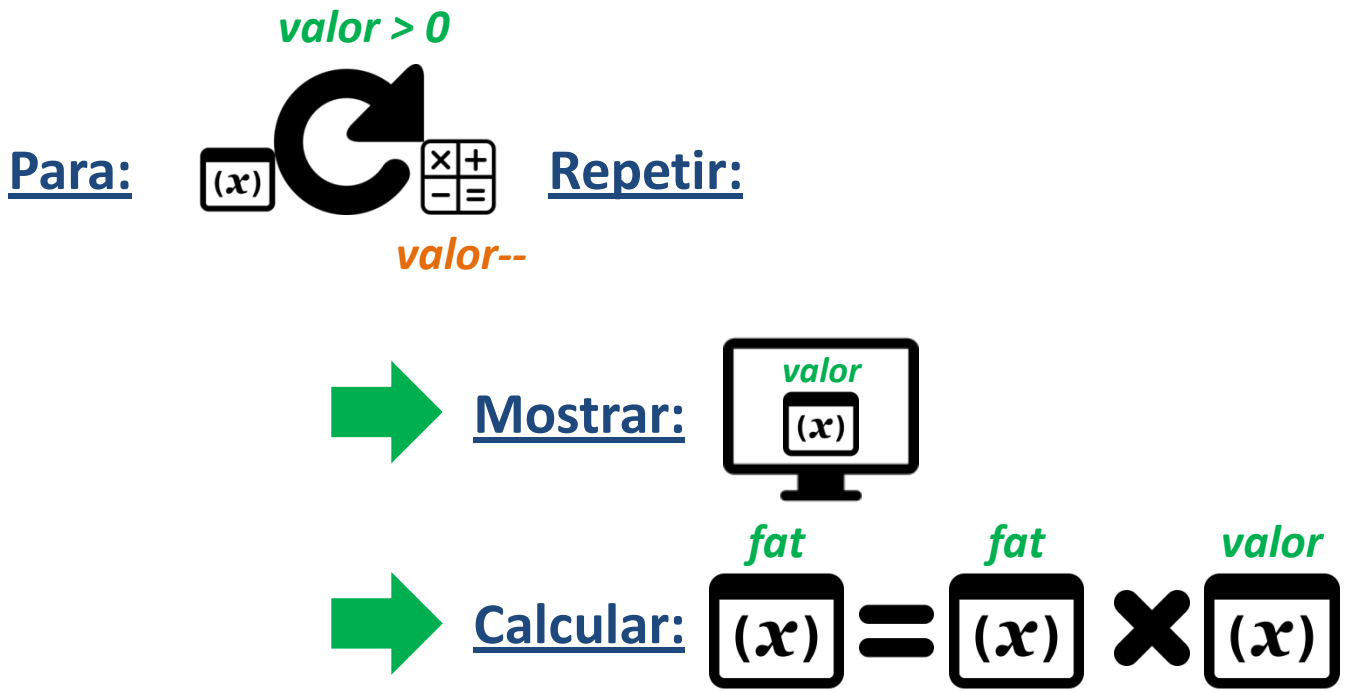 valor > 0
Para: (x) × + − = Repetir:
valor--
valor
Mostrar: (x)
fat fat valor
Calcular: (x) = (x) × (x)